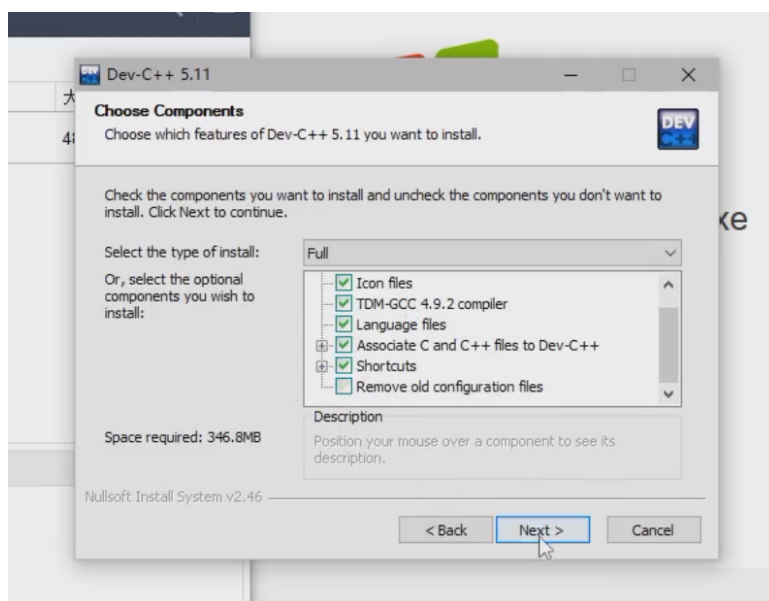 Dev-C++ 5.11
Choose Components
Choose which features of Dev-C++ 5.11 you want to install.
DEV
C++
Check the components you want to install and uncheck the components you don't want to
install. Click Next to continue.
Select the type of install:
Full
Or, select the optional
components you wish to
install:
Icon files
TDM-GCC 4.9.2 compiler
Language files
Associate C and C++ files to Dev-C++
Shortcuts
Remove old configuration files
Space required: 346.8MB
Description
Position your mouse over a component to see its
description.
Nullsoft Install System v2.46
< Back
Next >
Cancel
大
48
xe